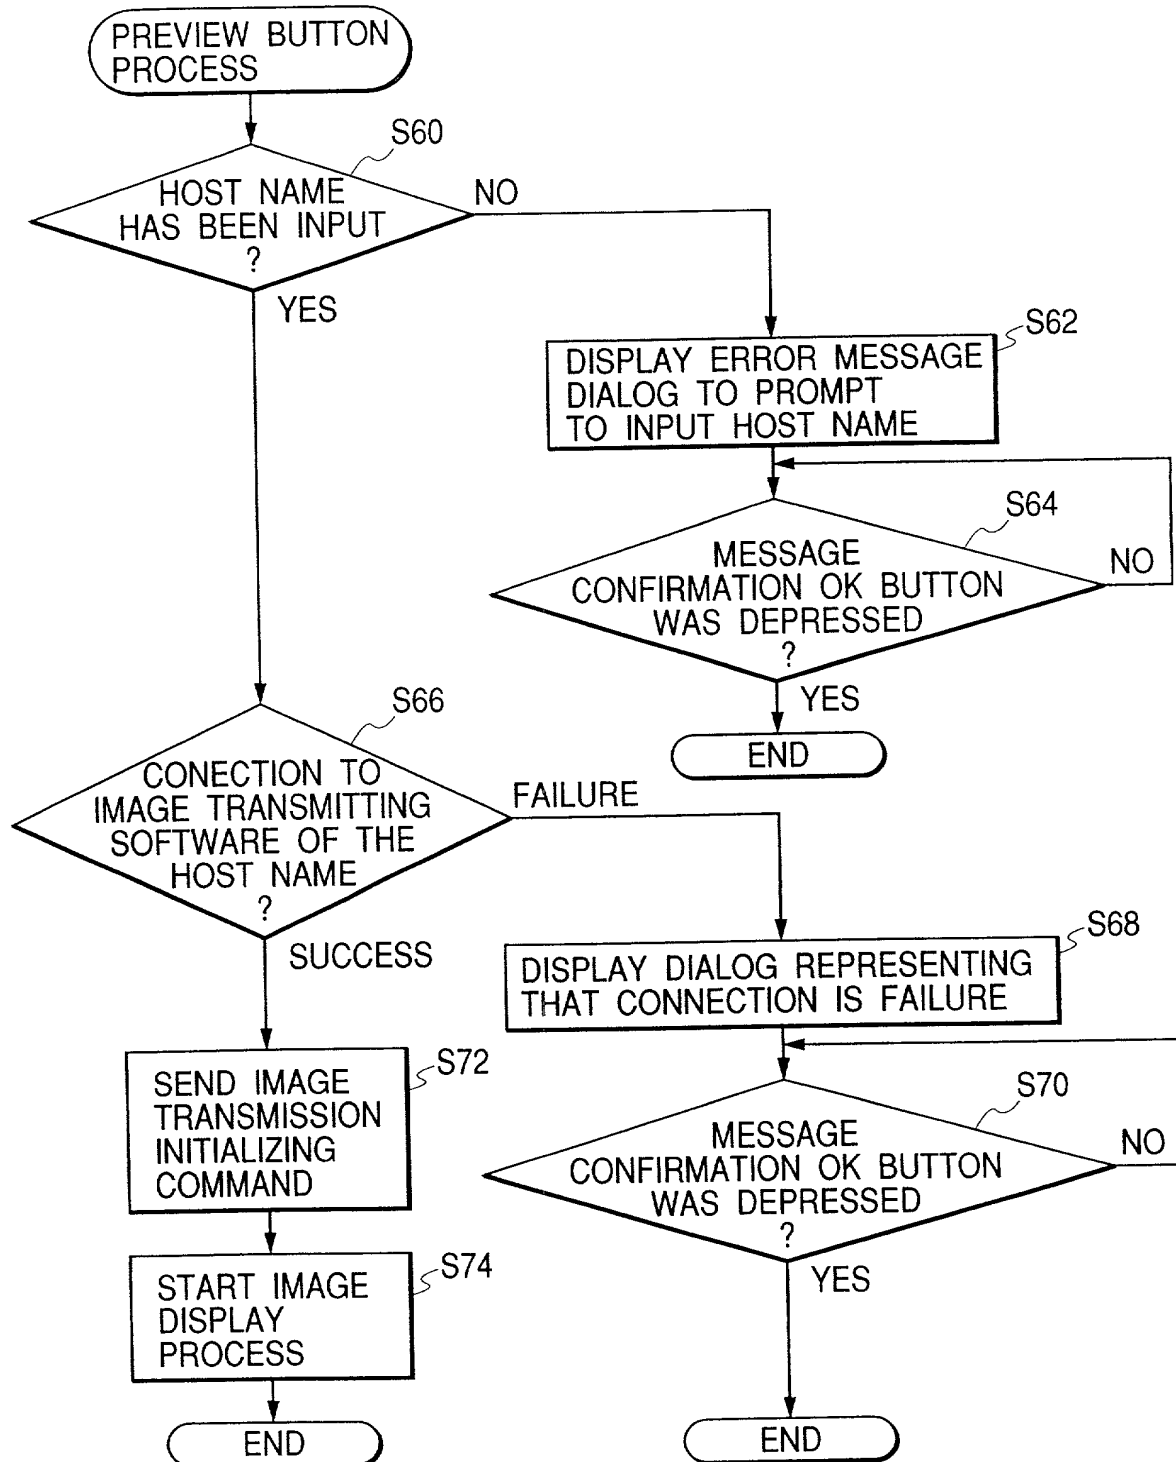 PREVIEW BUTTON
PROCESS
S60
HOST NAME
HAS BEEN INPUT
?
NO
YES
S62
DISPLAY ERROR MESSAGE
DIALOG TO PROMPT
TO INPUT HOST NAME
S64
MESSAGE
CONFIRMATION OK BUTTON
WAS DEPRESSED
?
NO
YES
END
S66
CONECTION TO
IMAGE TRANSMITTING
SOFTWARE OF THE
HOST NAME
?
FAILURE
SUCCESS
S68
DISPLAY DIALOG REPRESENTING
THAT CONNECTION IS FAILURE
S70
MESSAGE
CONFIRMATION OK BUTTON
WAS DEPRESSED
?
NO
YES
END
S72
SEND IMAGE
TRANSMISSION
INITIALIZING
COMMAND
S74
START IMAGE
DISPLAY
PROCESS
END